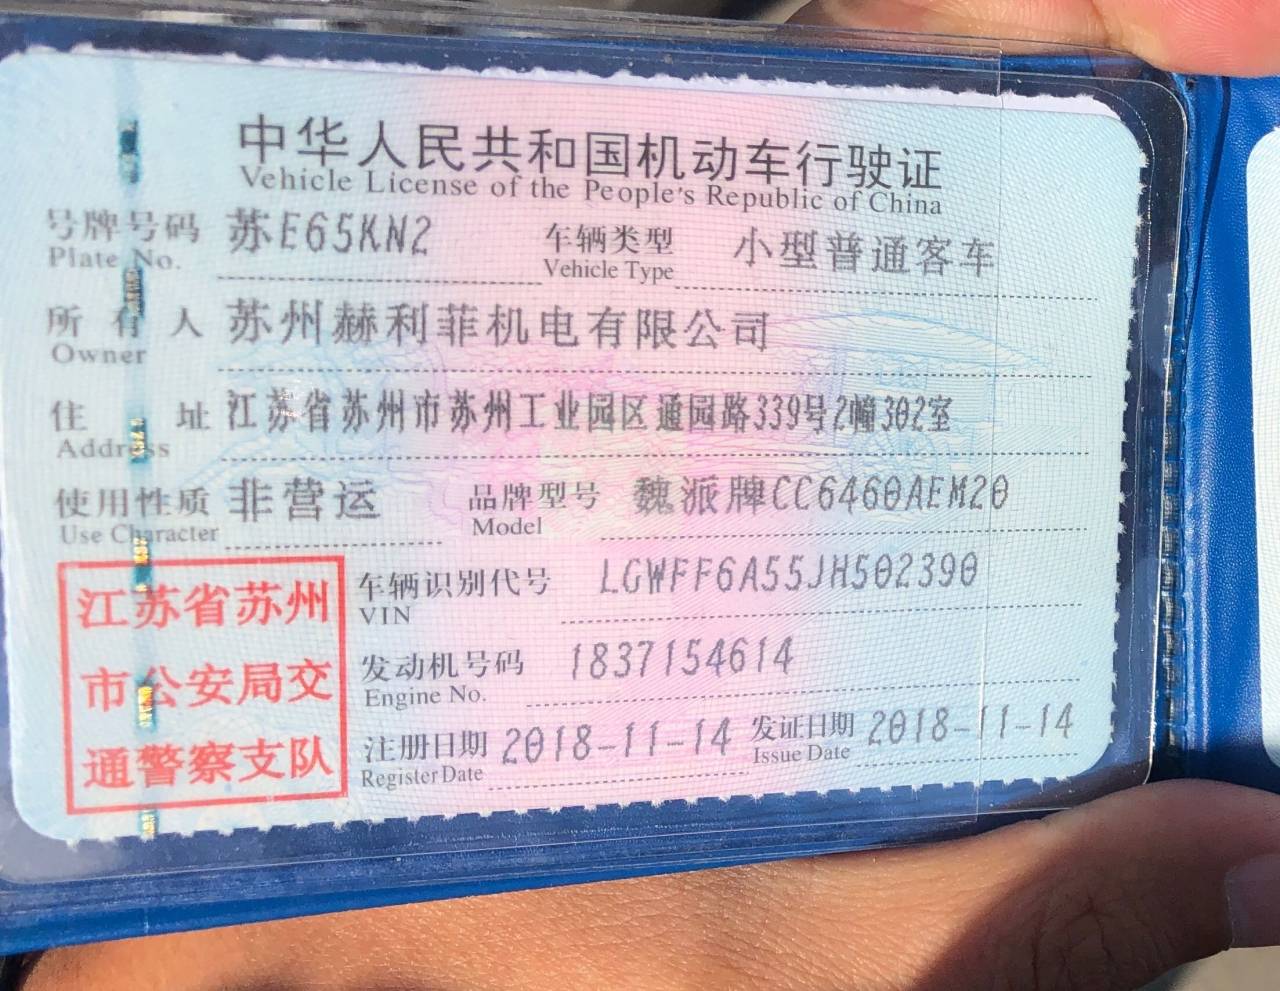 中华人民共和国机动车行驶证
Vehicle License of the People's Republic of China
号牌号码 苏E65KN2 车辆类型 小型普通客车
Plate No. Vehicle Type
所有人 苏州赫利菲机电有限公司
Owner
住址 江苏省苏州市苏州工业园区通园路339号2幢302室
Address
使用性质 非营运 品牌型号 魏派牌CC6460AEM20
Use Character Model
江苏省苏州
市公安局交
通警察支队
车辆识别代号 LGWFF6A55JH502390
VIN
发动机号码 1837154614
Engine No.
注册日期 2018-11-14 发证日期 2018-11-14
Register Date Issue Date